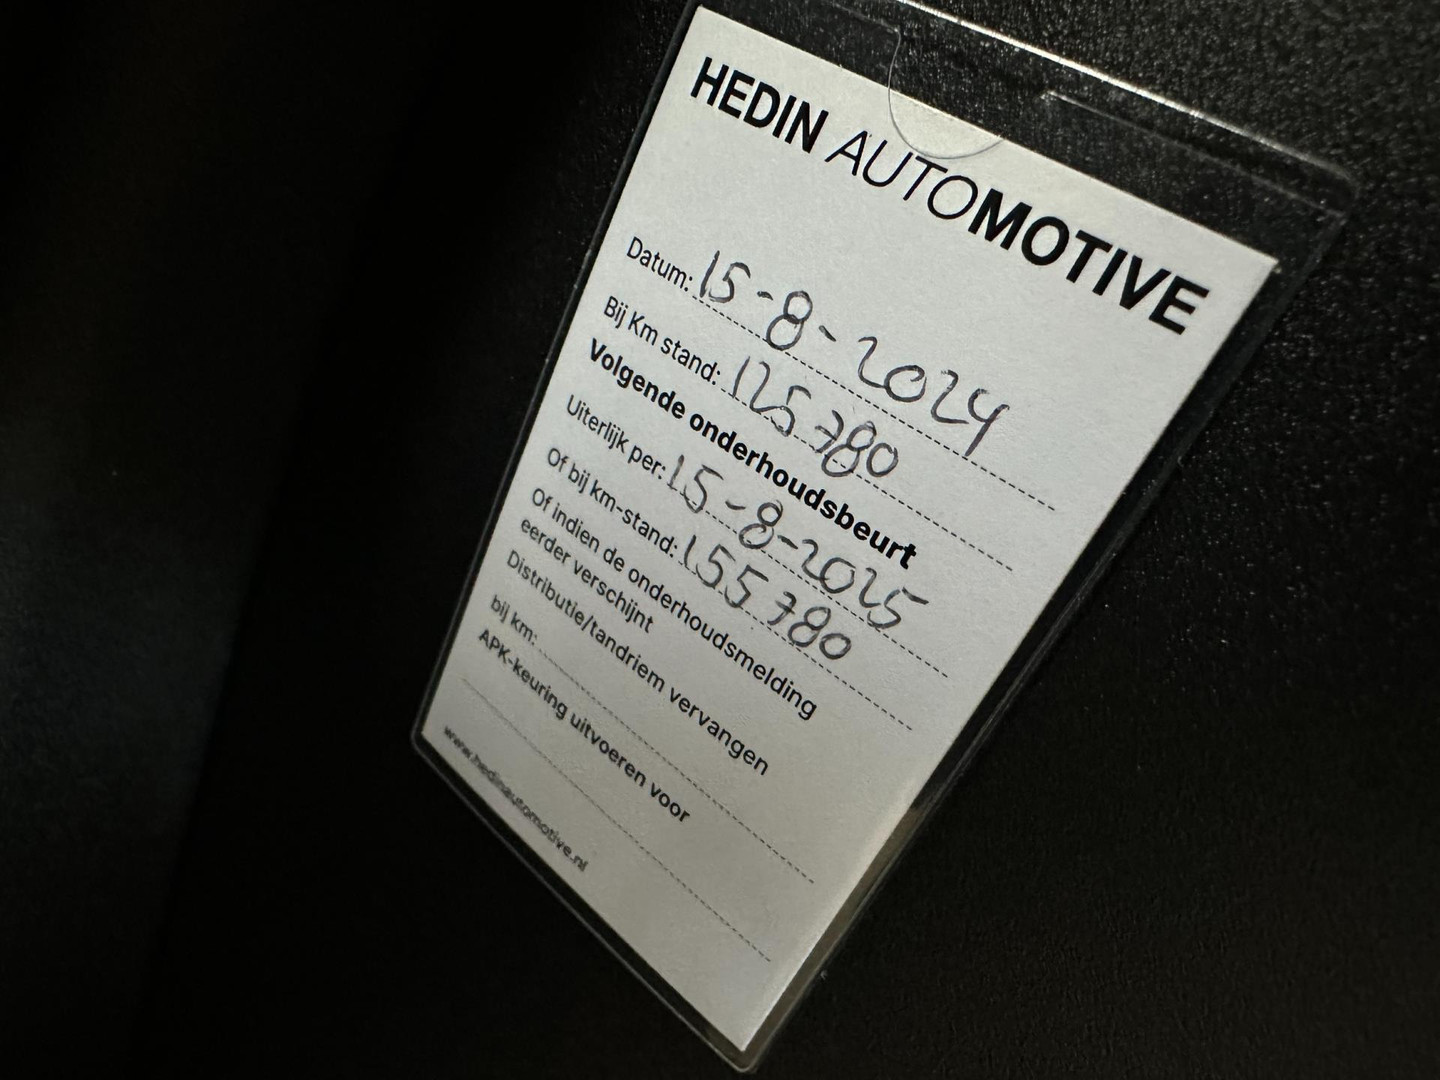 HEDIN AUTOMOTIVE
Datum: 15-8-2024
Bij Km stand: 125780
Volgende onderhoudsbeurt
Uiterlijk per: 15-8-2025
Of bij km-stand: 155780
Of indien de onderhoudsmelding
eerder verschijnt
Distributie/tandriem vervangen
bij km:
APK-keuring uitvoeren voor
www.hedinautomotive.nl